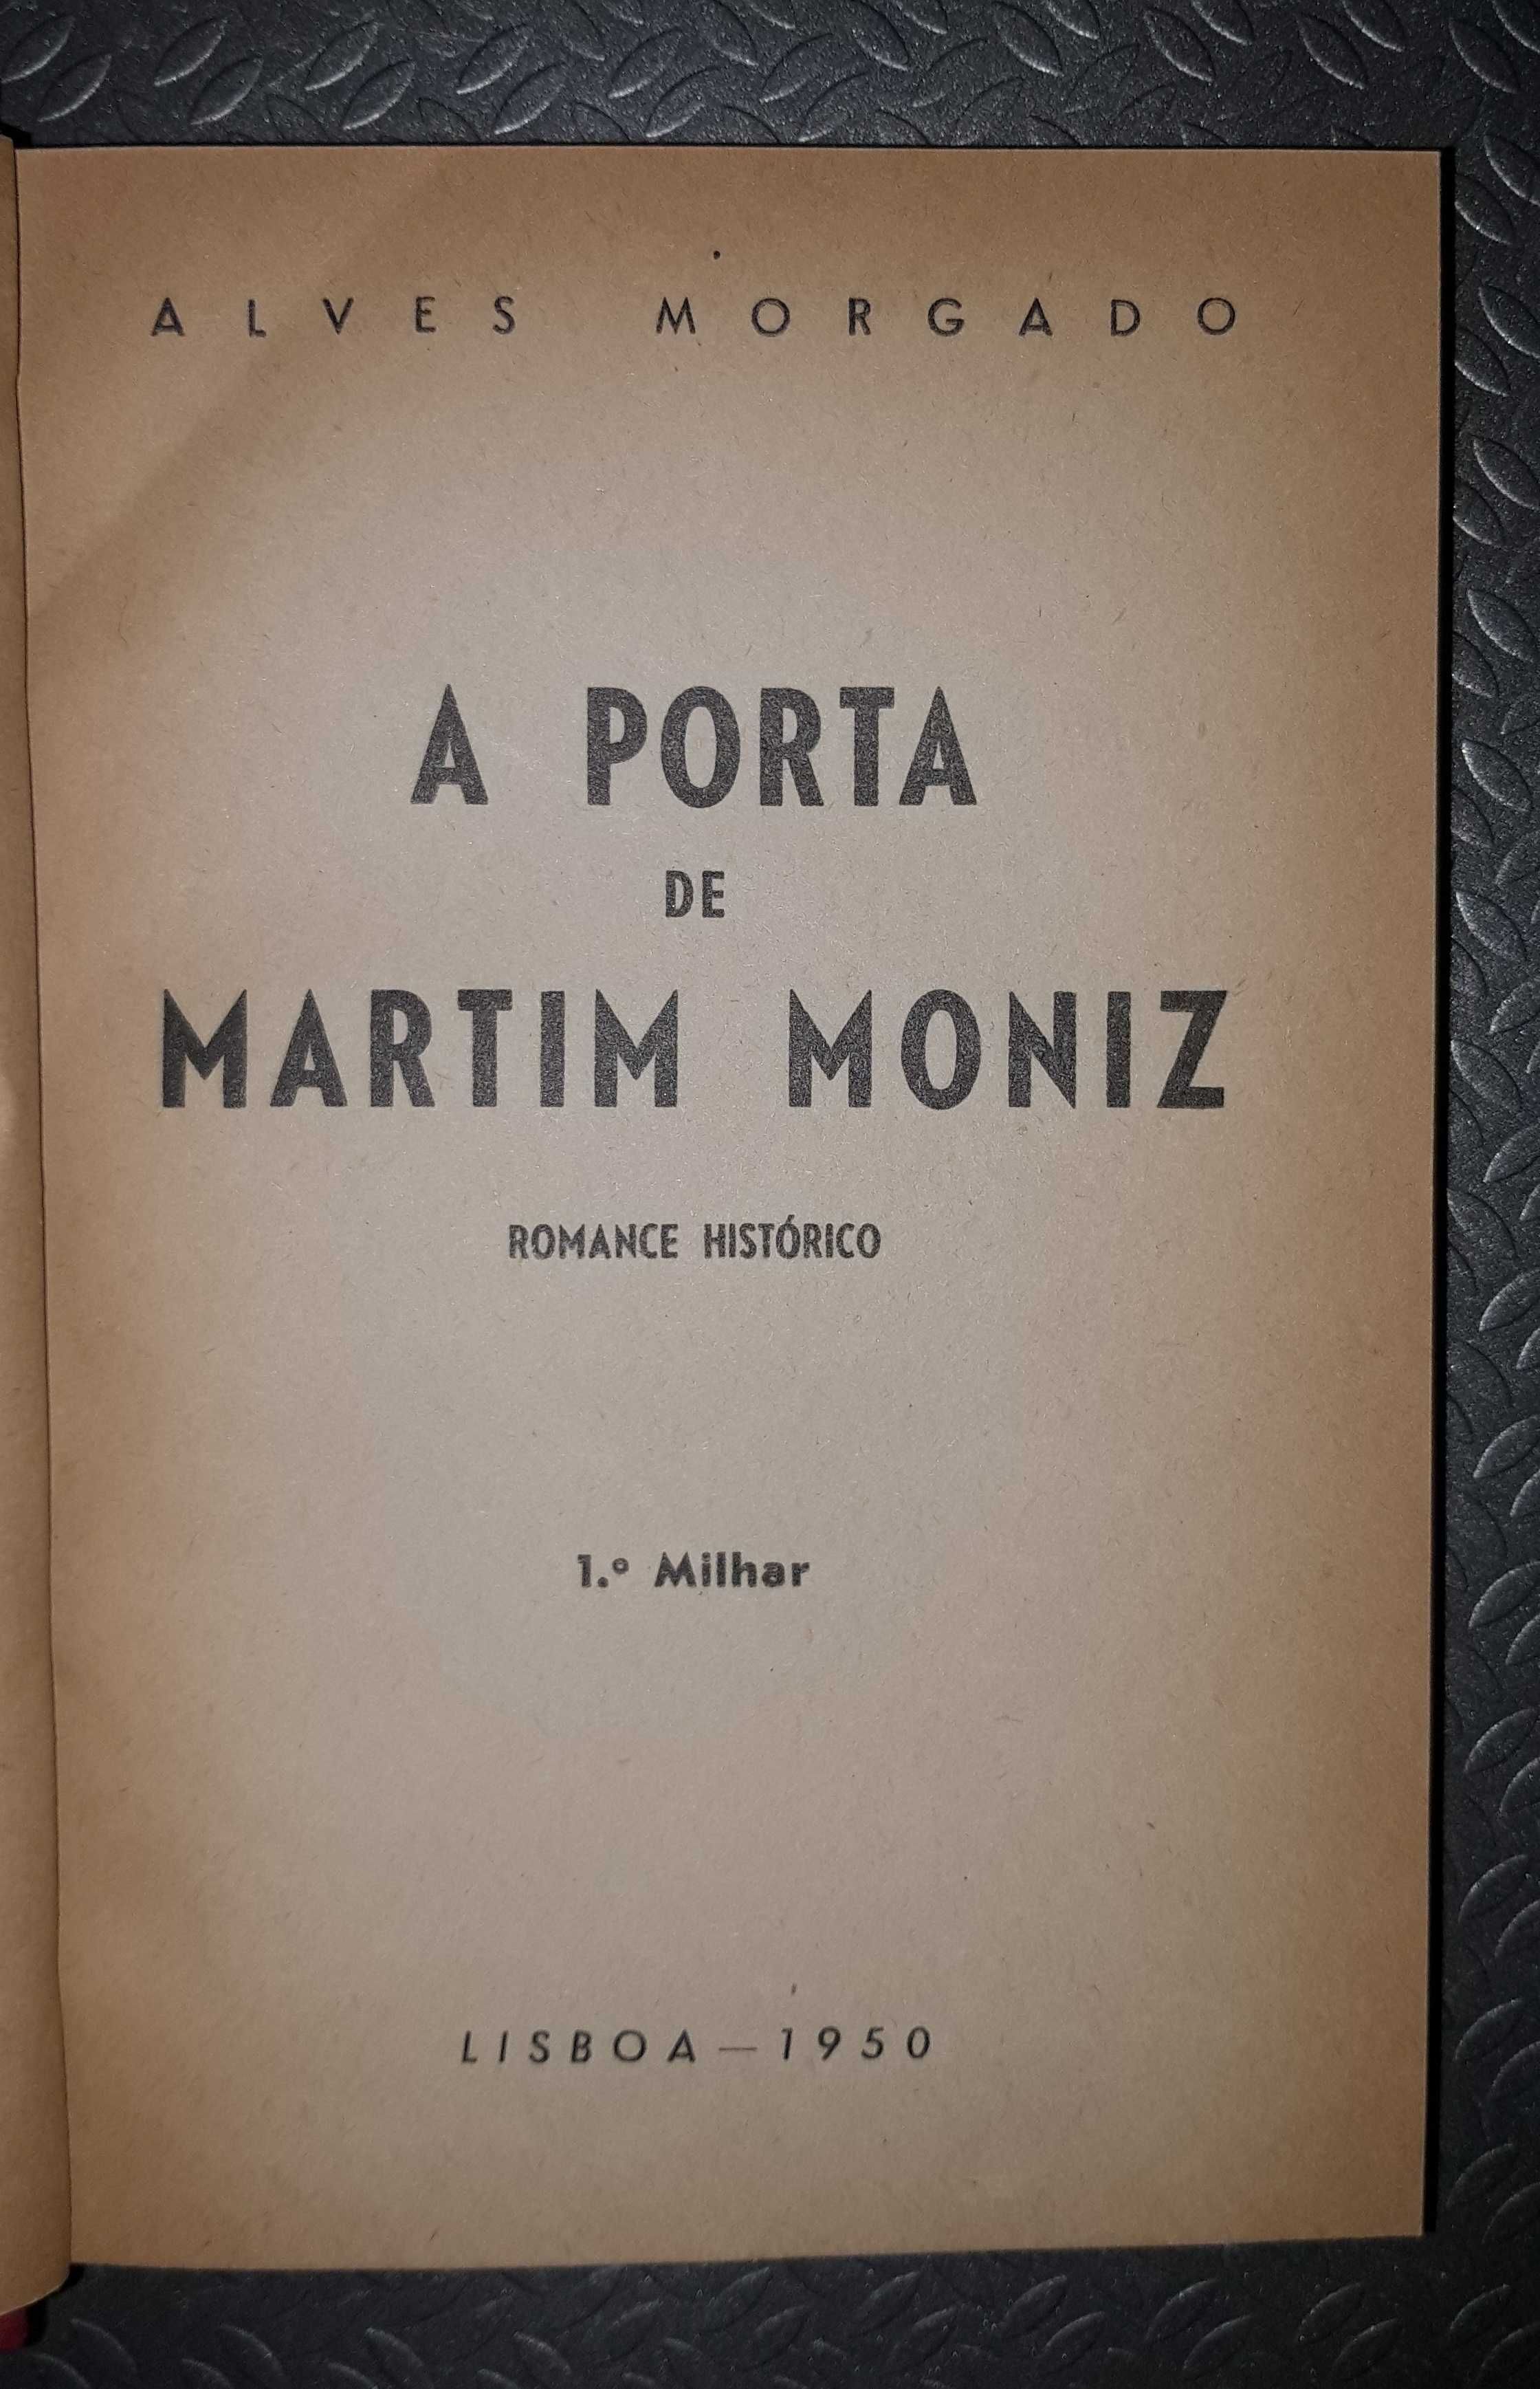 ALVES MORGADO
A PORTA
DE
MARTIM MONIZ
ROMANCE HISTÓRICO
1.º Milhar
LISBOA—1950